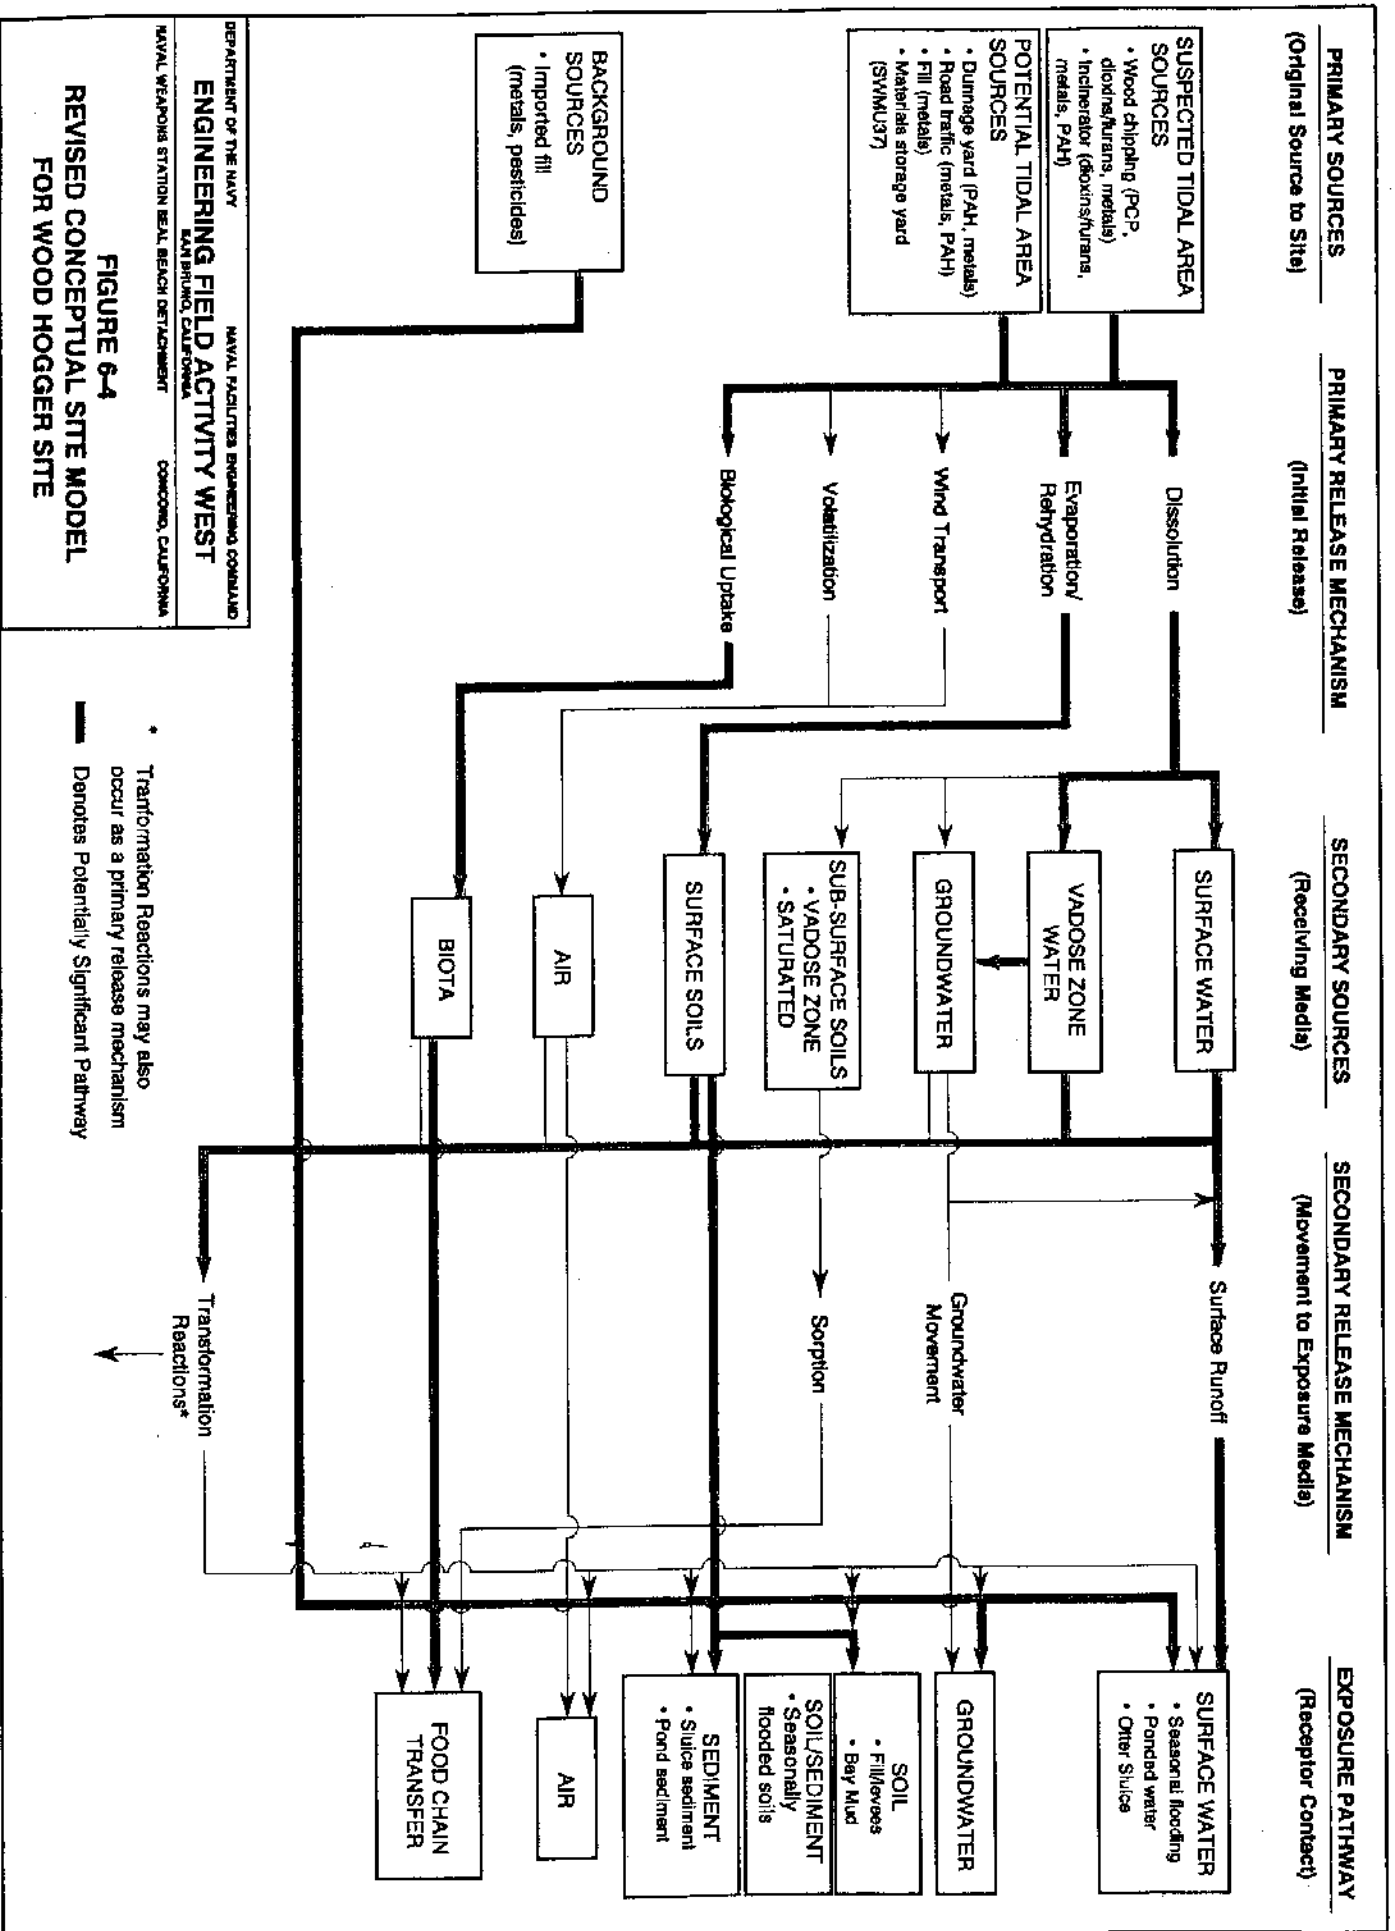 PRIMARY SOURCES
(Original Source to Site)
PRIMARY RELEASE MECHANISM
(Initial Release)
SECONDARY SOURCES
(Receiving Media)
SECONDARY RELEASE MECHANISM
(Movement to Exposure Media)
EXPOSURE PATHWAY
(Receptor Contact)
SUSPECTED TIDAL AREA
SOURCES
• Wood chipping (PCP,
dioxins/furans, metals)
• Incinerator (dioxins/furans,
metals, PAH)
POTENTIAL TIDAL AREA
SOURCES
• Dunnage yard (PAH, metals)
• Road traffic (metals, PAH)
• Fill (metals)
• Materials storage yard
(SWMU37)
BACKGROUND
SOURCES
• Imported fill
(metals, pesticides)
Dissolution
Evaporation/
Rehydration
Wind Transport
Volatilization
Biological Uptake
SURFACE WATER
VADOSE ZONE
WATER
GROUNDWATER
SUB-SURFACE SOILS
• VADOSE ZONE
• SATURATED
SURFACE SOILS
AIR
BIOTA
Surface Runoff
Groundwater
Movement
Sorption
Transformation
Reactions*
SURFACE WATER
• Seasonal flooding
• Ponded water
• Otter Sluice
GROUNDWATER
SOIL
• Fill/levees
• Bay Mud
SOIL/SEDIMENT
• Seasonally
flooded soils
SEDIMENT
• Sluice sediment
• Pond sediment
AIR
FOOD CHAIN
TRANSFER
* Tranformation Reactions may also
occur as a primary release mechanism
Denotes Potentially Significant Pathway
DEPARTMENT OF THE NAVY NAVAL FACILITIES ENGINEERING COMMAND
ENGINEERING FIELD ACTIVITY WEST
SAN BRUNO, CALIFORNIA
NAVAL WEAPONS STATION SEAL BEACH DETACHMENT CONCORD, CALIFORNIA
FIGURE 6-4
REVISED CONCEPTUAL SITE MODEL
FOR WOOD HOGGER SITE